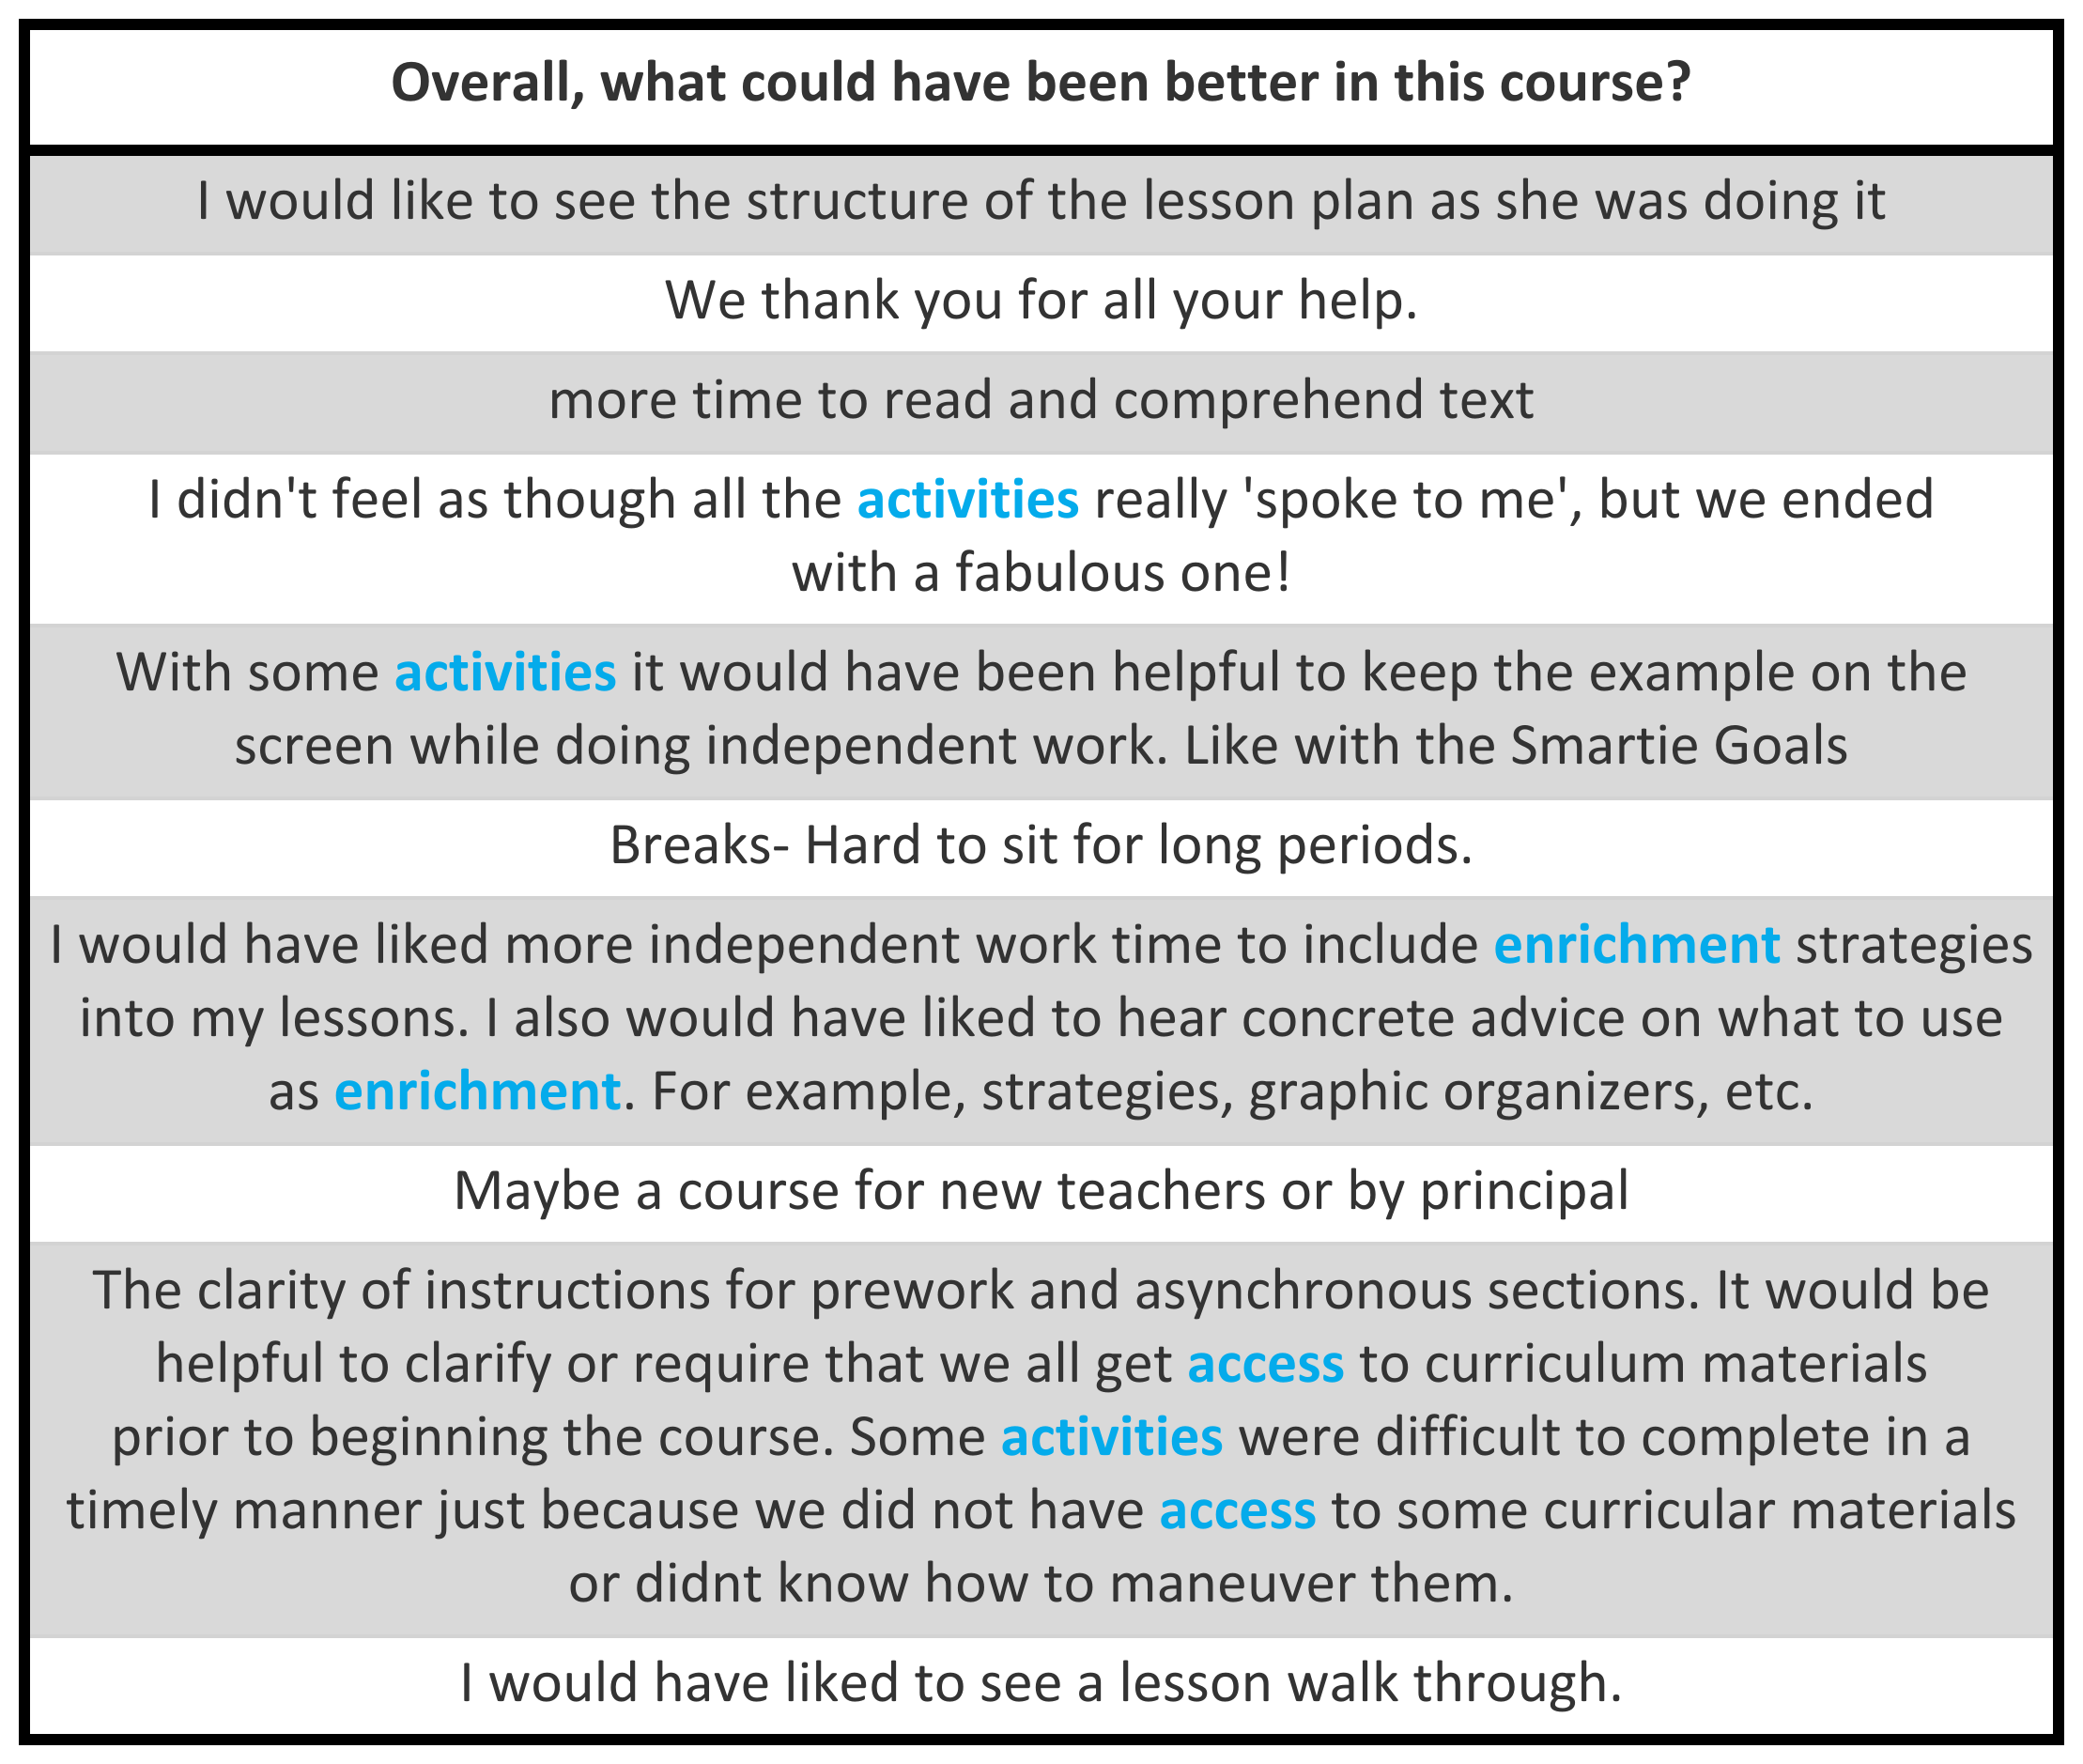 Overall, what could have been better in this course?
I would like to see the structure of the lesson plan as she was doing it
We thank you for all your help.
more time to read and comprehend text
I didn't feel as though all the activities really 'spoke to me', but we ended
with a fabulous one!
With some activities it would have been helpful to keep the example on the
screen while doing independent work. Like with the Smartie Goals
Breaks- Hard to sit for long periods.
I would have liked more independent work time to include enrichment strategies
into my lessons. I also would have liked to hear concrete advice on what to use
as enrichment. For example, strategies, graphic organizers, etc.
Maybe a course for new teachers or by principal
The clarity of instructions for prework and asynchronous sections. It would be
helpful to clarify or require that we all get access to curriculum materials
prior to beginning the course. Some activities were difficult to complete in a
timely manner just because we did not have access to some curricular materials
or didnt know how to maneuver them.
I would have liked to see a lesson walk through.